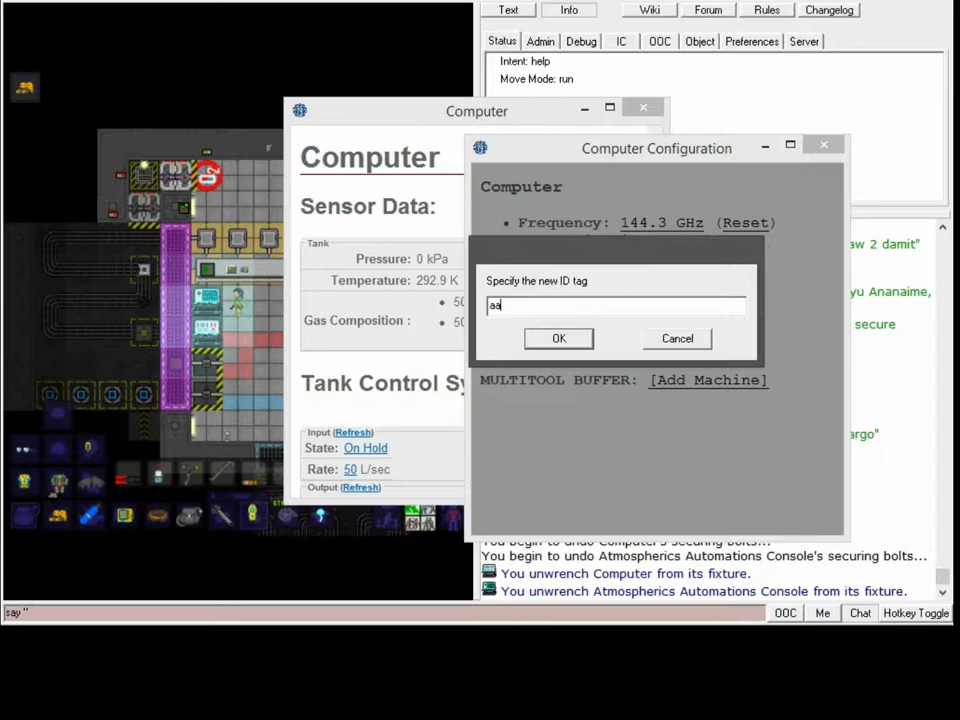 Text Info Wiki Forum Rules Changelog
Status Admin Debug IC OOC Object Preferences Server
Intent: help
Move Mode: run
Computer
Computer
Sensor Data:
Tank
Pressure: 0 kPa
Temperature: 292.9 K
• 50
Gas Composition : • 50
Tank Control Sy
Input (Refresh)
State: On Hold
Rate: 50 L/sec
Output (Refresh)
Computer Configuration
Computer
• Frequency: 144.3 GHz (Reset)
Specify the new ID tag
aa
OK Cancel
MULTITOOL BUFFER: [Add Machine]
aw 2 damit"
yu Ananaime,
secure
argo"
You begin to undo Computer's securing bolts...
You begin to undo Atmospherics Automations Console's securing bolts...
You unwrench Computer from its fixture.
You unwrench Atmospherics Automations Console from its fixture.
say "
OOC Me Chat Hotkey Toggle